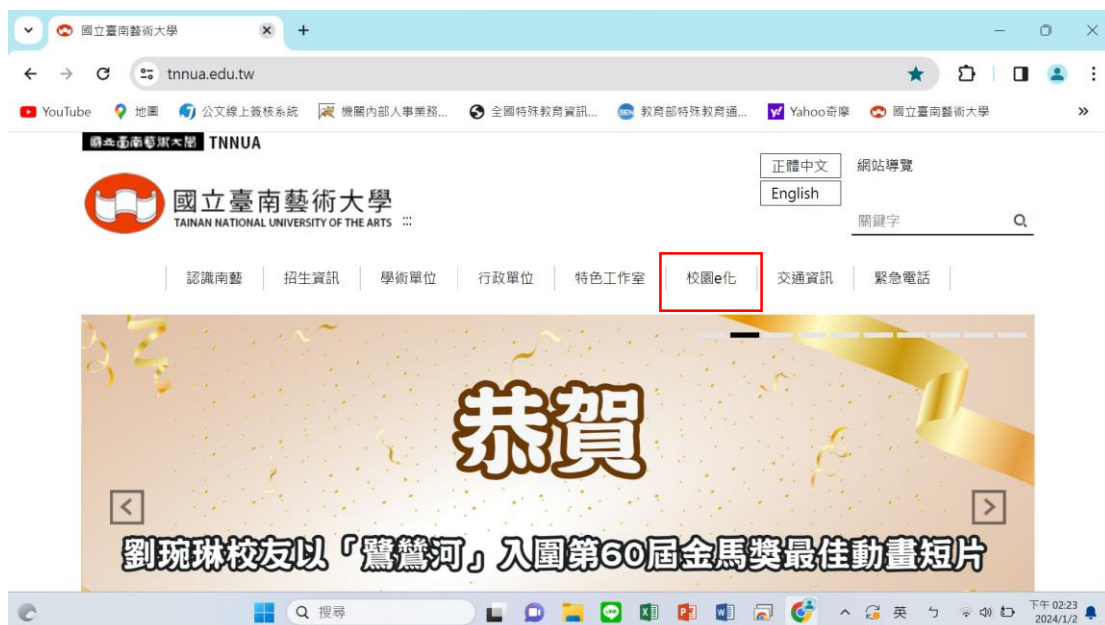 國立臺南藝術大學
tnnua.edu.tw
YouTube 地圖 公文線上簽核系統 機關內部人事業務... 全國特殊教育資訊... 教育部特殊教育通... Yahoo奇摩 國立臺南藝術大學 »
國立臺南藝術大學 TNNUA
正體中文 網站導覽
English
國立臺南藝術大學
TAINAN NATIONAL UNIVERSITY OF THE ARTS :::
關鍵字
認識南藝 招生資訊 學術單位 行政單位 特色工作室 校園e化 交通資訊 緊急電話
恭賀
劉琬琳校友以「鷺鷥河」入圍第60屆金馬獎最佳動畫短片
搜尋 英 ㄅ 下午 02:23
2024/1/2